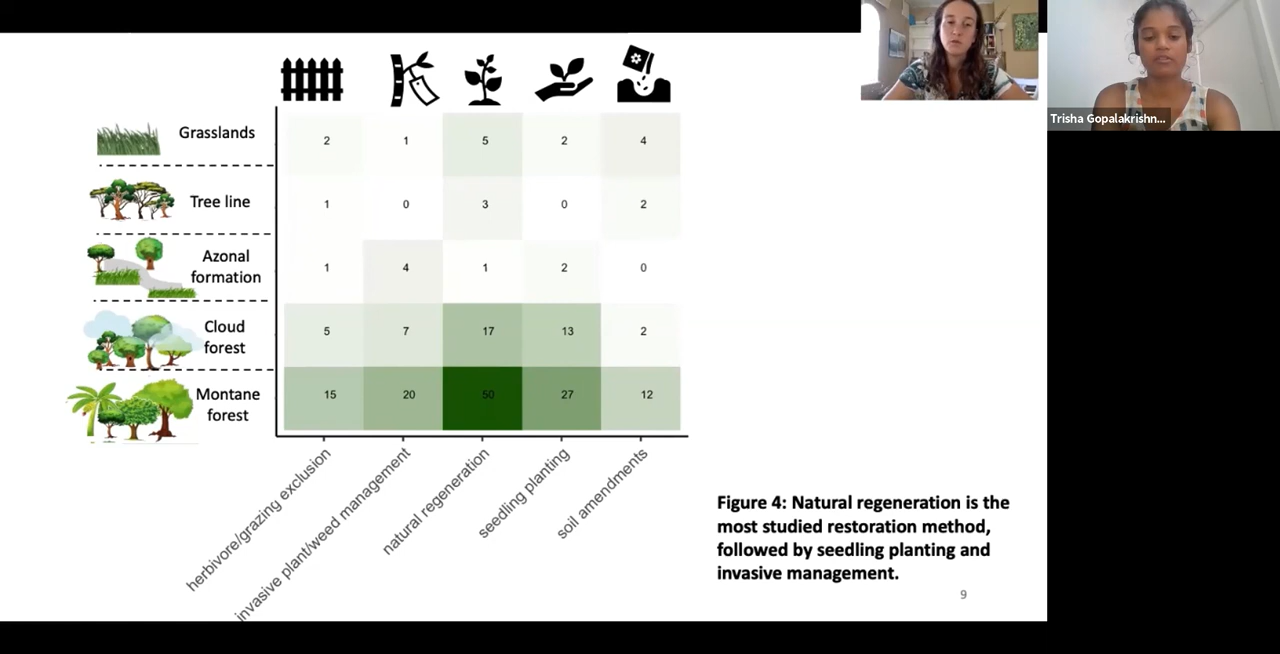 Trisha Gopalakrishn...
Grasslands
2 1 5 2 4
Tree line
1 0 3 0 2
Azonal
formation
1 4 1 2 0
Cloud
forest
5 7 17 13 2
Montane
forest
15 20 50 27 12
herbivore/grazing exclusion
invasive plant/weed management
natural regeneration
seedling planting
soil amendments
Figure 4: Natural regeneration is the
most studied restoration method,
followed by seedling planting and
invasive management.
9